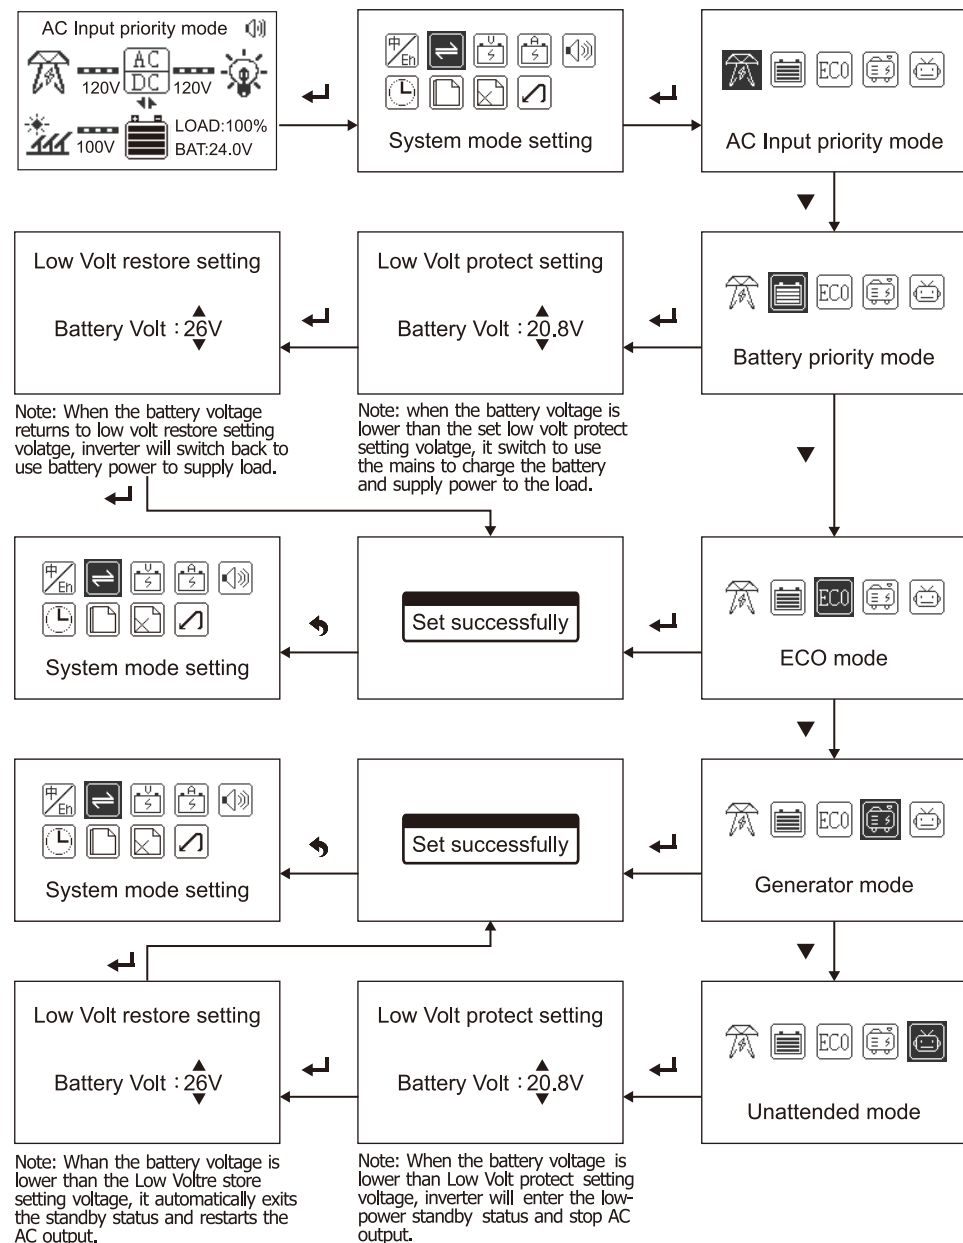 AC Input priority mode
AC
DC
120V
120V
100V
LOAD:100%
BAT:24.0V
中/En
V
A
System mode setting
ECO
AC Input priority mode
Low Volt restore setting
Battery Volt : 26V
Note: When the battery voltage
returns to low volt restore setting
volatge, inverter will switch back to
use battery power to supply load.
Low Volt protect setting
Battery Volt : 20.8V
Note: when the battery voltage is
lower than the set low volt protect
setting volatge, it switch to use
the mains to charge the battery
and supply power to the load.
ECO
Battery priority mode
中/En
V
A
System mode setting
Set successfully
ECO
ECO mode
中/En
V
A
System mode setting
Set successfully
ECO
Generator mode
Low Volt restore setting
Battery Volt : 26V
Note: Whan the battery voltage is
lower than the Low Voltre store
setting voltage, it automatically exits
the standby status and restarts the
AC output.
Low Volt protect setting
Battery Volt : 20.8V
Note: When the battery voltage is
lower than Low Volt protect setting
voltage, inverter will enter the low-
power standby status and stop AC
output.
ECO
Unattended mode